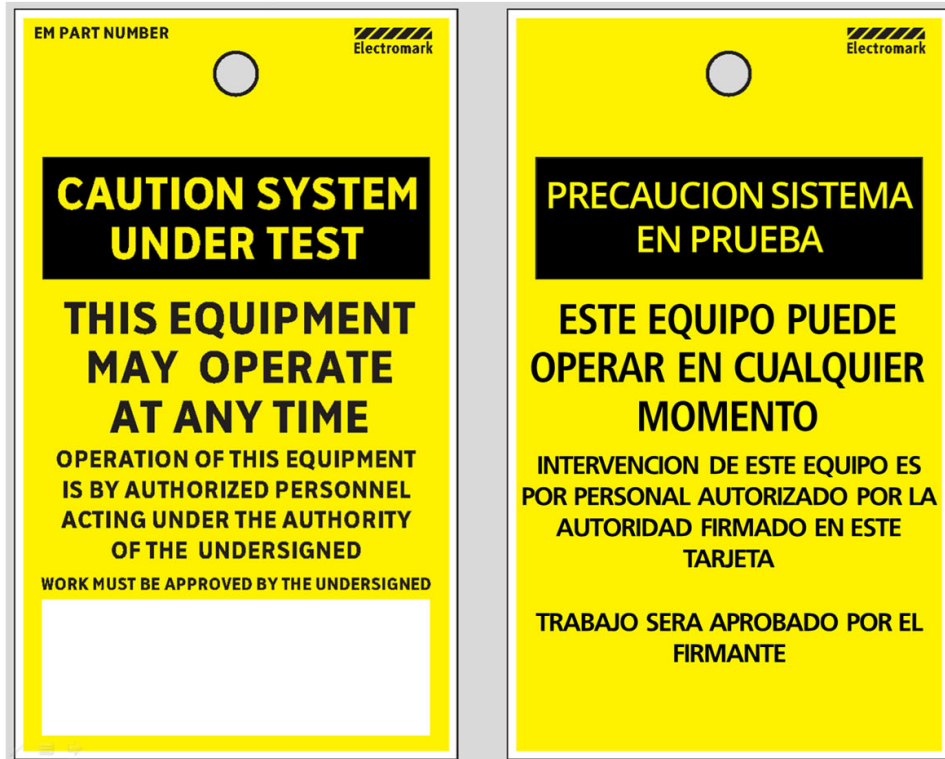 EM PART NUMBER
Electromark
CAUTION SYSTEM
UNDER TEST
THIS EQUIPMENT
MAY OPERATE
AT ANY TIME
OPERATION OF THIS EQUIPMENT
IS BY AUTHORIZED PERSONNEL
ACTING UNDER THE AUTHORITY
OF THE UNDERSIGNED
WORK MUST BE APPROVED BY THE UNDERSIGNED
Electromark
PRECAUCION SISTEMA
EN PRUEBA
ESTE EQUIPO PUEDE
OPERAR EN CUALQUIER
MOMENTO
INTERVENCION DE ESTE EQUIPO ES
POR PERSONAL AUTORIZADO POR LA
AUTORIDAD FIRMADO EN ESTE
TARJETA
TRABAJO SERA APROBADO POR EL
FIRMANTE